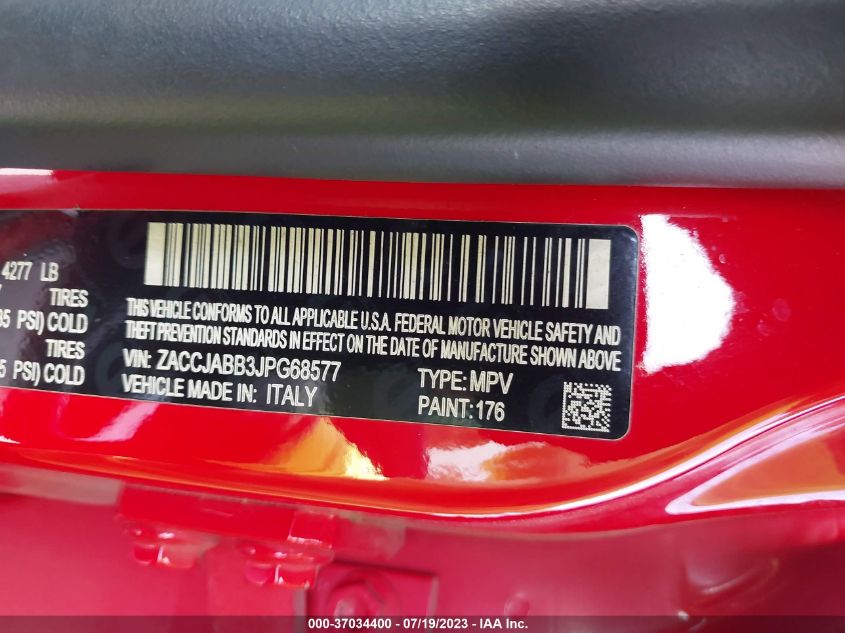 4277 LB
TIRES
35 PSI) COLD
TIRES
5 PSI) COLD
THIS VEHICLE CONFORMS TO ALL APPLICABLE U.S.A. FEDERAL MOTOR VEHICLE SAFETY AND
THEFT PREVENTION STANDARDS IN EFFECT ON THE DATE OF MANUFACTURE SHOWN ABOVE
VIN: ZACCJABB3JPG68577
TYPE: MPV
VEHICLE MADE IN: ITALY
PAINT: 176
000-37034400 - 07/19/2023 - IAA Inc.